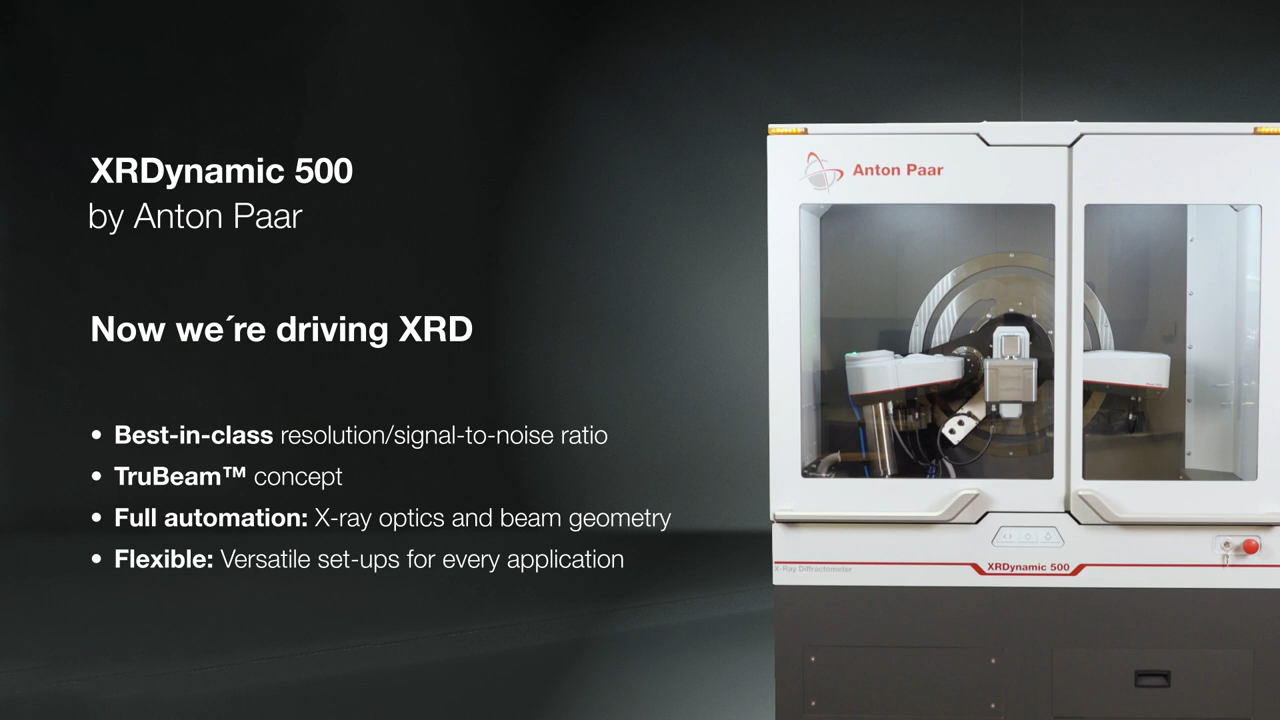 XRDynamic 500
by Anton Paar
Now we´re driving XRD
• Best-in-class resolution/signal-to-noise ratio
• TruBeam™ concept
• Full automation: X-ray optics and beam geometry
• Flexible: Versatile set-ups for every application
Anton Paar
X-Ray Diffractometer
XRDynamic 500